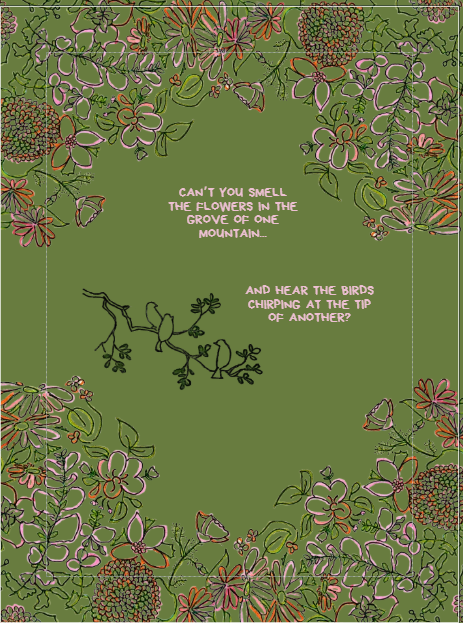 CAN'T YOU SMELL
THE FLOWERS IN THE
GROVE OF ONE
MOUNTAIN...
AND HEAR THE BIRDS
CHIRPING AT THE TIP
OF ANOTHER?